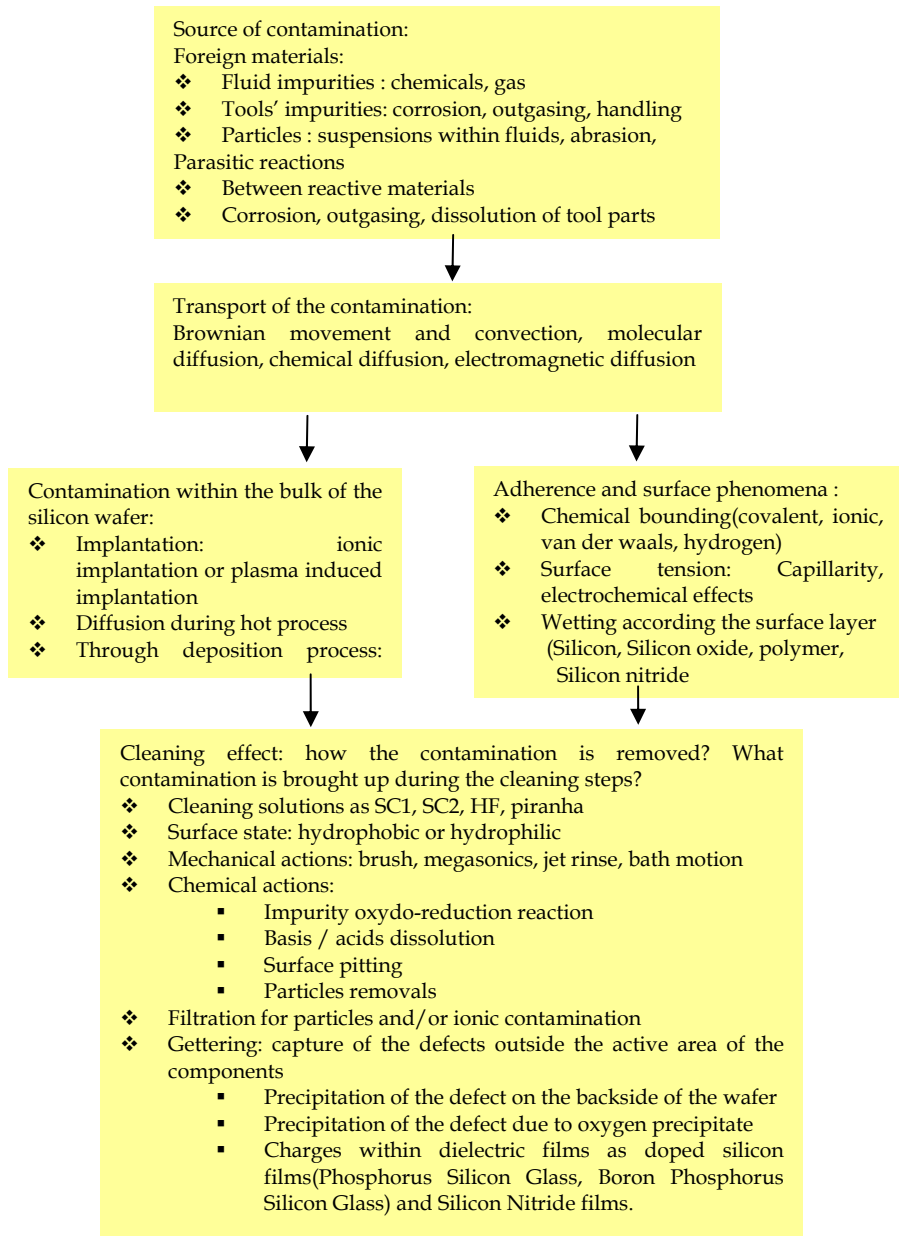 Source of contamination:
Foreign materials:
❖ Fluid impurities : chemicals, gas
❖ Tools’ impurities: corrosion, outgasing, handling
❖ Particles : suspensions within fluids, abrasion,
Parasitic reactions
❖ Between reactive materials
❖ Corrosion, outgasing, dissolution of tool parts
Transport of the contamination:
Brownian movement and convection, molecular
diffusion, chemical diffusion, electromagnetic diffusion
Contamination within the bulk of the
silicon wafer:
❖ Implantation: ionic
implantation or plasma induced
implantation
❖ Diffusion during hot process
❖ Through deposition process:
Adherence and surface phenomena :
❖ Chemical bounding(covalent, ionic,
van der waals, hydrogen)
❖ Surface tension: Capillarity,
electrochemical effects
❖ Wetting according the surface layer
(Silicon, Silicon oxide, polymer,
Silicon nitride
Cleaning effect: how the contamination is removed? What
contamination is brought up during the cleaning steps?
❖ Cleaning solutions as SC1, SC2, HF, piranha
❖ Surface state: hydrophobic or hydrophilic
❖ Mechanical actions: brush, megasonics, jet rinse, bath motion
❖ Chemical actions:
▪ Impurity oxydo-reduction reaction
▪ Basis / acids dissolution
▪ Surface pitting
▪ Particles removals
❖ Filtration for particles and/or ionic contamination
❖ Gettering: capture of the defects outside the active area of the
components
▪ Precipitation of the defect on the backside of the wafer
▪ Precipitation of the defect due to oxygen precipitate
▪ Charges within dielectric films as doped silicon
films(Phosphorus Silicon Glass, Boron Phosphorus
Silicon Glass) and Silicon Nitride films.